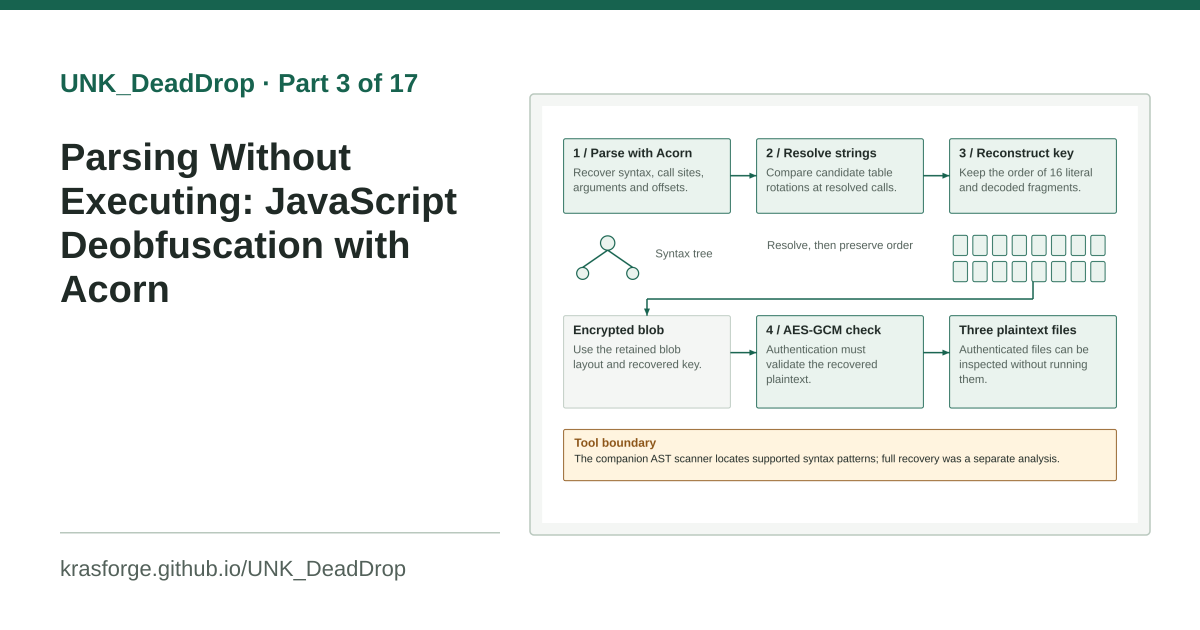 UNK_DeadDrop · Part 3 of 17
Parsing Without
Executing: JavaScript
Deobfuscation with
Acorn
1 / Parse with Acorn
Recover syntax, call sites,
arguments and offsets.
2 / Resolve strings
Compare candidate table
rotations at resolved calls.
3 / Reconstruct key
Keep the order of 16 literal
and decoded fragments.
Syntax tree
Resolve, then preserve order
Encrypted blob
Use the retained blob
layout and recovered key.
4 / AES-GCM check
Authentication must
validate the recovered
plaintext.
Three plaintext files
Authenticated files can be
inspected without running
them.
Tool boundary
The companion AST scanner locates supported syntax patterns; full recovery was a separate analysis.
krasforge.github.io/UNK_DeadDrop